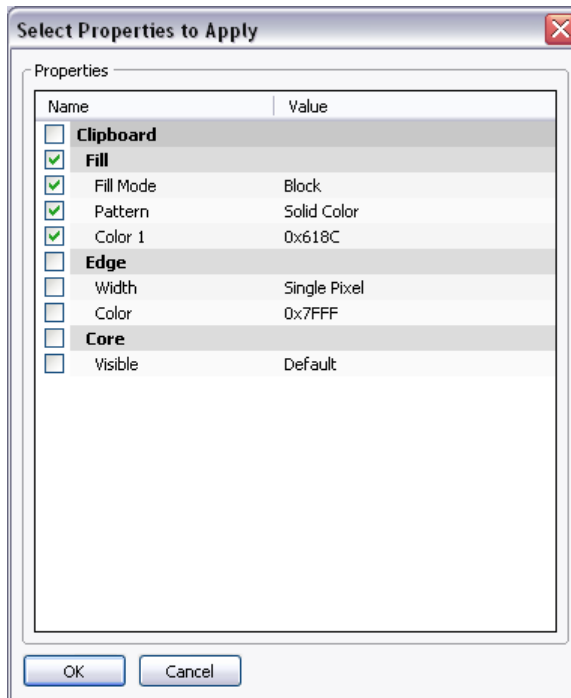 Select Properties to Apply
Properties
Name Value
Clipboard
Fill
Fill Mode Block
Pattern Solid Color
Color 1 0x618C
Edge
Width Single Pixel
Color 0x7FFF
Core
Visible Default
OK Cancel